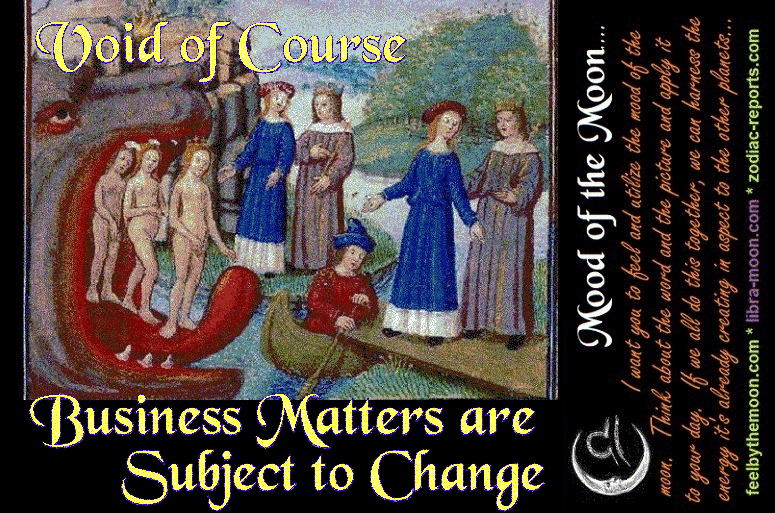 Void of Course
Business Matters are
Subject to Change
Mood of the Moon....
I want you to feel and utilize the mood of the
moon. Think about the word and the picture and apply it
to your day. If we all do this together, we can harness the
energy it's already creating in aspect to the other planets...
feelbythemoon.com * libra-moon.com * zodiac-reports.com